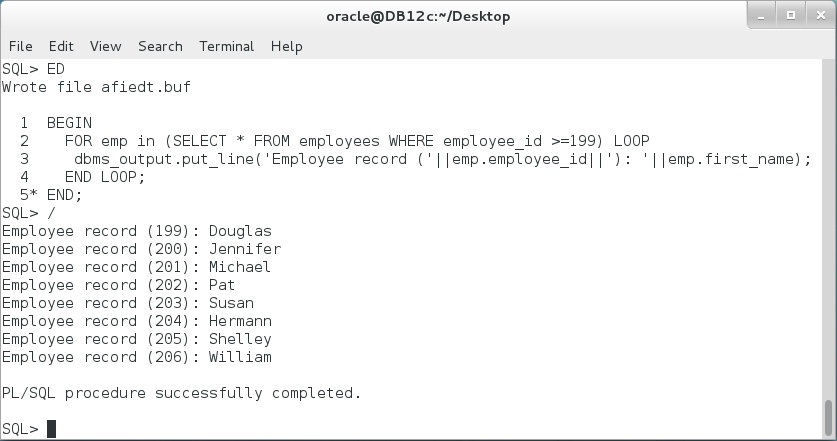 oracle@DB12c:~/Desktop
File Edit View Search Terminal Help
SQL> ED
Wrote file afiedt.buf
1 BEGIN
2 FOR emp in (SELECT * FROM employees WHERE employee_id >=199) LOOP
3 dbms_output.put_line('Employee record ('||emp.employee_id||'): '||emp.first_name);
4 END LOOP;
5* END;
SQL> /
Employee record (199): Douglas
Employee record (200): Jennifer
Employee record (201): Michael
Employee record (202): Pat
Employee record (203): Susan
Employee record (204): Hermann
Employee record (205): Shelley
Employee record (206): William
PL/SQL procedure successfully completed.
SQL>